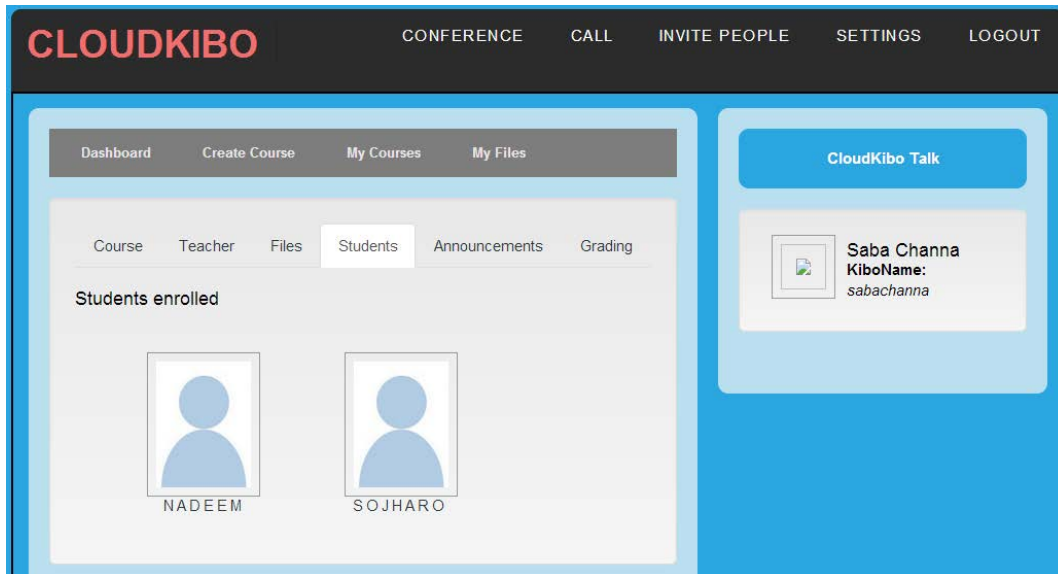 CLOUDKIBO
CONFERENCE CALL INVITE PEOPLE SETTINGS LOGOUT
Dashboard Create Course My Courses My Files
Course Teacher Files Students Announcements Grading
Students enrolled
NADEEM SOJHARO
CloudKibo Talk
Saba Channa
KiboName:
sabachanna